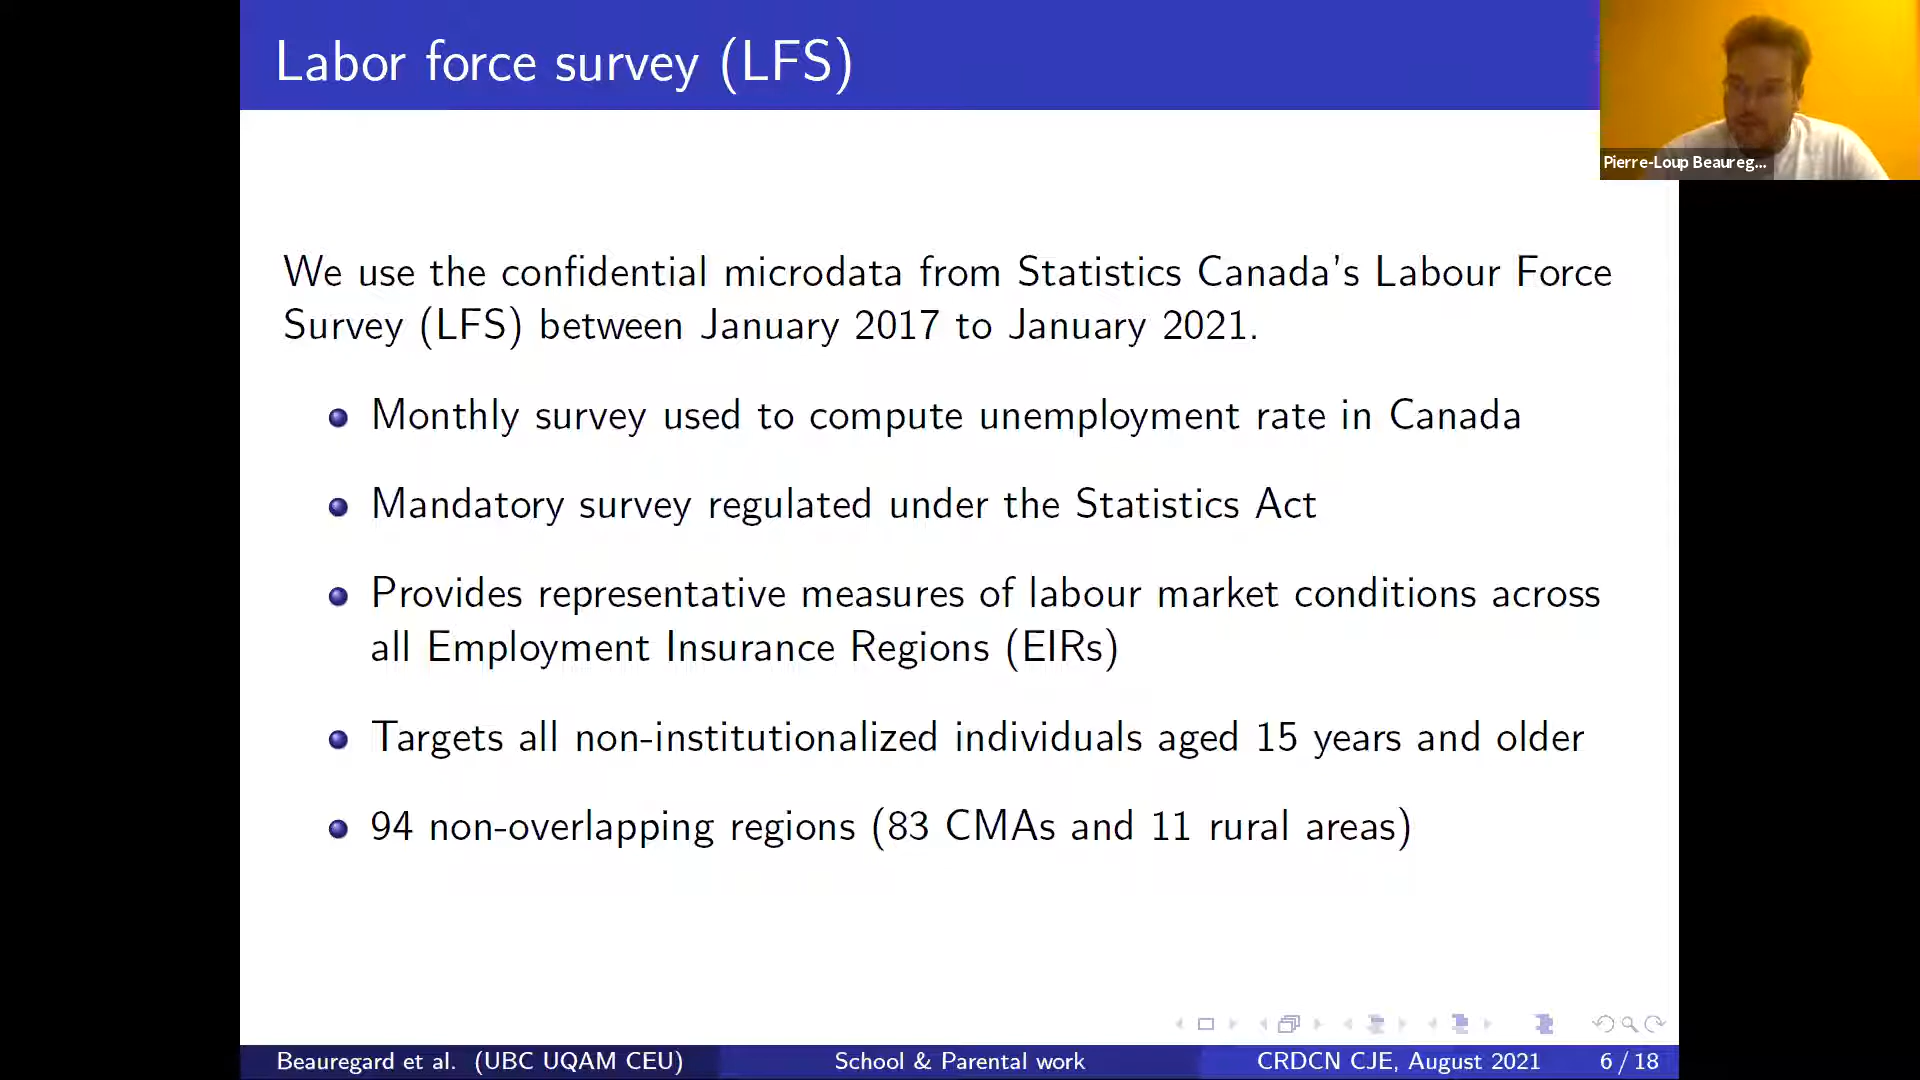 Labor force survey (LFS)
Pierre-Loup Beaureg...
We use the confidential microdata from Statistics Canada's Labour Force
Survey (LFS) between January 2017 to January 2021.
Monthly survey used to compute unemployment rate in Canada
Mandatory survey regulated under the Statistics Act
Provides representative measures of labour market conditions across
all Employment Insurance Regions (EIRs)
Targets all non-institutionalized individuals aged 15 years and older
94 non-overlapping regions (83 CMAs and 11 rural areas)
Beauregard et al. (UBC UQAM CEU) School & Parental work CRDCN CJE, August 2021 6 / 18